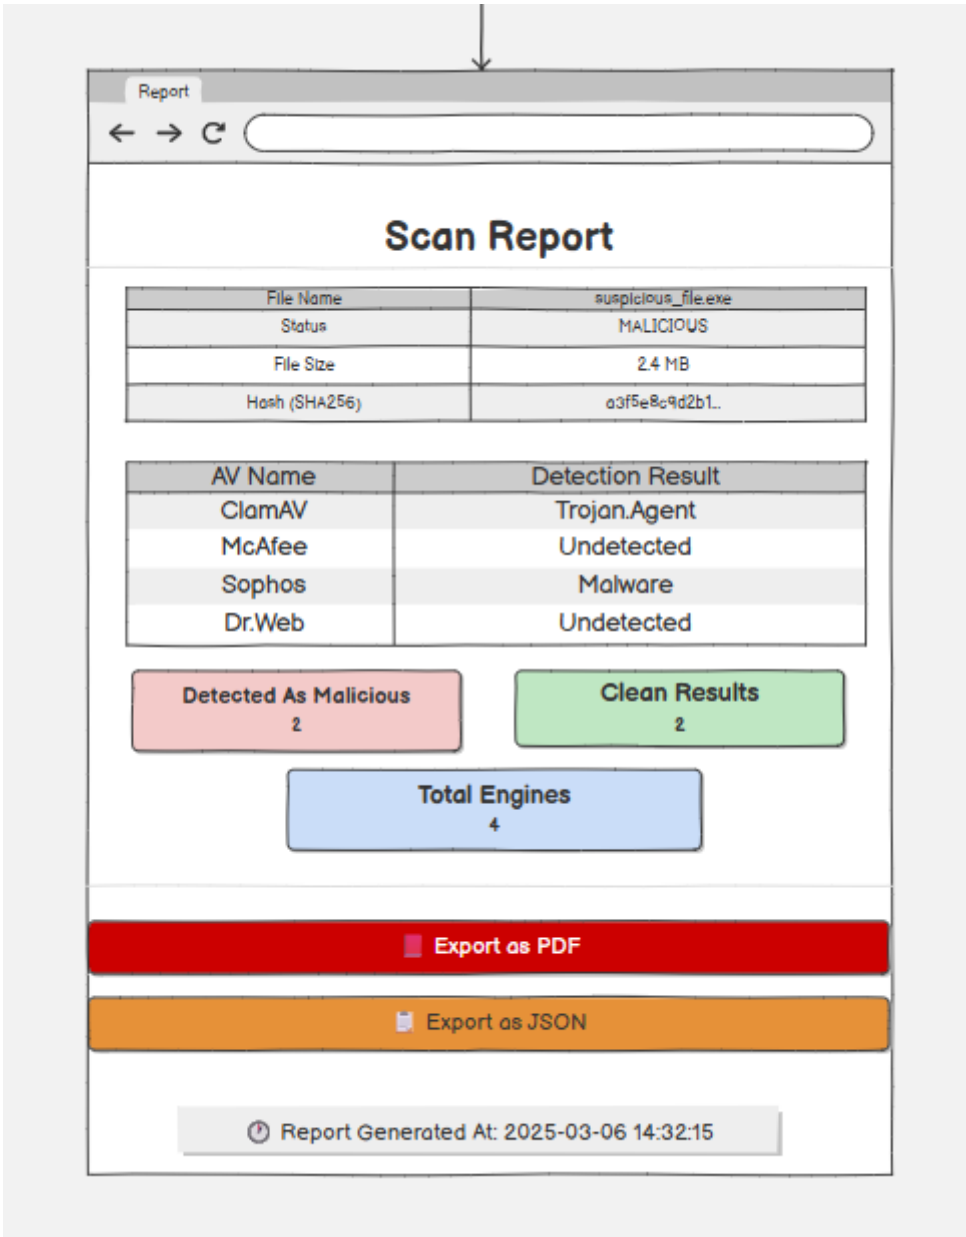 Report
Scan Report
File Name suspicious_file.exe
Status MALICIOUS
File Size 2.4 MB
Hash (SHA256) a3f5e8c9d2b1...
AV Name Detection Result
ClamAV Trojan.Agent
McAfee Undetected
Sophos Malware
Dr.Web Undetected
Detected As Malicious
2
Clean Results
2
Total Engines
4
Export as PDF
Export as JSON
Report Generated At: 2025-03-06 14:32:15